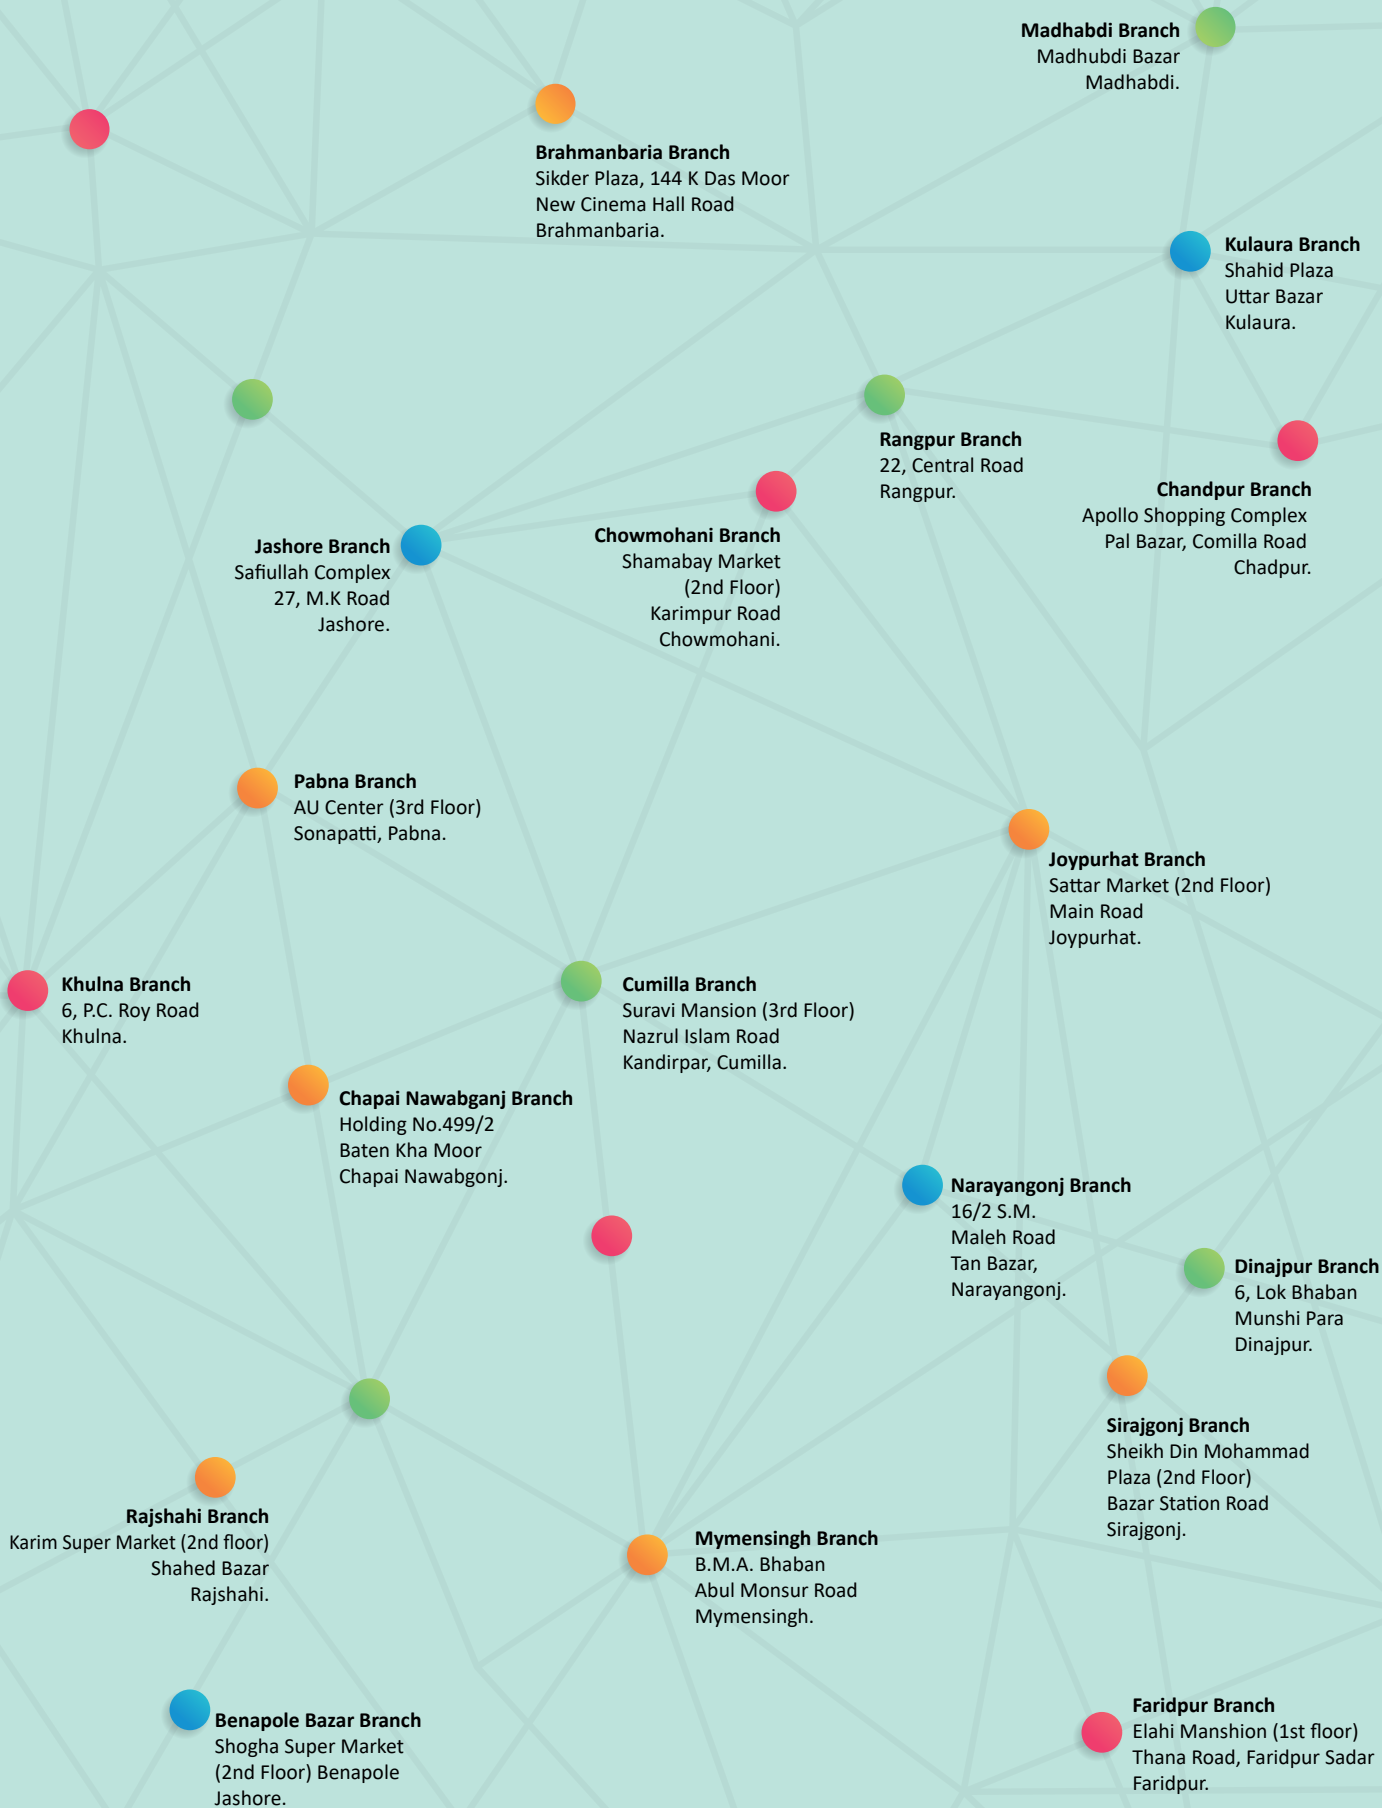 Madhabdi Branch
Madhubdi Bazar
Madhabdi.
Brahmanbaria Branch
Sikder Plaza, 144 K Das Moor
New Cinema Hall Road
Brahmanbaria.
Kulaura Branch
Shahid Plaza
Uttar Bazar
Kulaura.
Rangpur Branch
22, Central Road
Rangpur.
Chandpur Branch
Apollo Shopping Complex
Pal Bazar, Comilla Road
Chadpur.
Jashore Branch
Safiullah Complex
27, M.K Road
Jashore.
Chowmohani Branch
Shamabay Market
(2nd Floor)
Karimpur Road
Chowmohani.
Pabna Branch
AU Center (3rd Floor)
Sonapatti, Pabna.
Joypurhat Branch
Sattar Market (2nd Floor)
Main Road
Joypurhat.
Khulna Branch
6, P.C. Roy Road
Khulna.
Cumilla Branch
Suravi Mansion (3rd Floor)
Nazrul Islam Road
Kandirpar, Cumilla.
Chapai Nawabganj Branch
Holding No.499/2
Baten Kha Moor
Chapai Nawabgonj.
Narayangonj Branch
16/2 S.M.
Maleh Road
Tan Bazar,
Narayangonj.
Dinajpur Branch
6, Lok Bhaban
Munshi Para
Dinajpur.
Sirajgonj Branch
Sheikh Din Mohammad
Plaza (2nd Floor)
Bazar Station Road
Sirajgonj.
Rajshahi Branch
Karim Super Market (2nd floor)
Shahed Bazar
Rajshahi.
Mymensingh Branch
B.M.A. Bhaban
Abul Monsur Road
Mymensingh.
Benapole Bazar Branch
Shogha Super Market
(2nd Floor) Benapole
Jashore.
Faridpur Branch
Elahi Manshion (1st floor)
Thana Road, Faridpur Sadar
Faridpur.